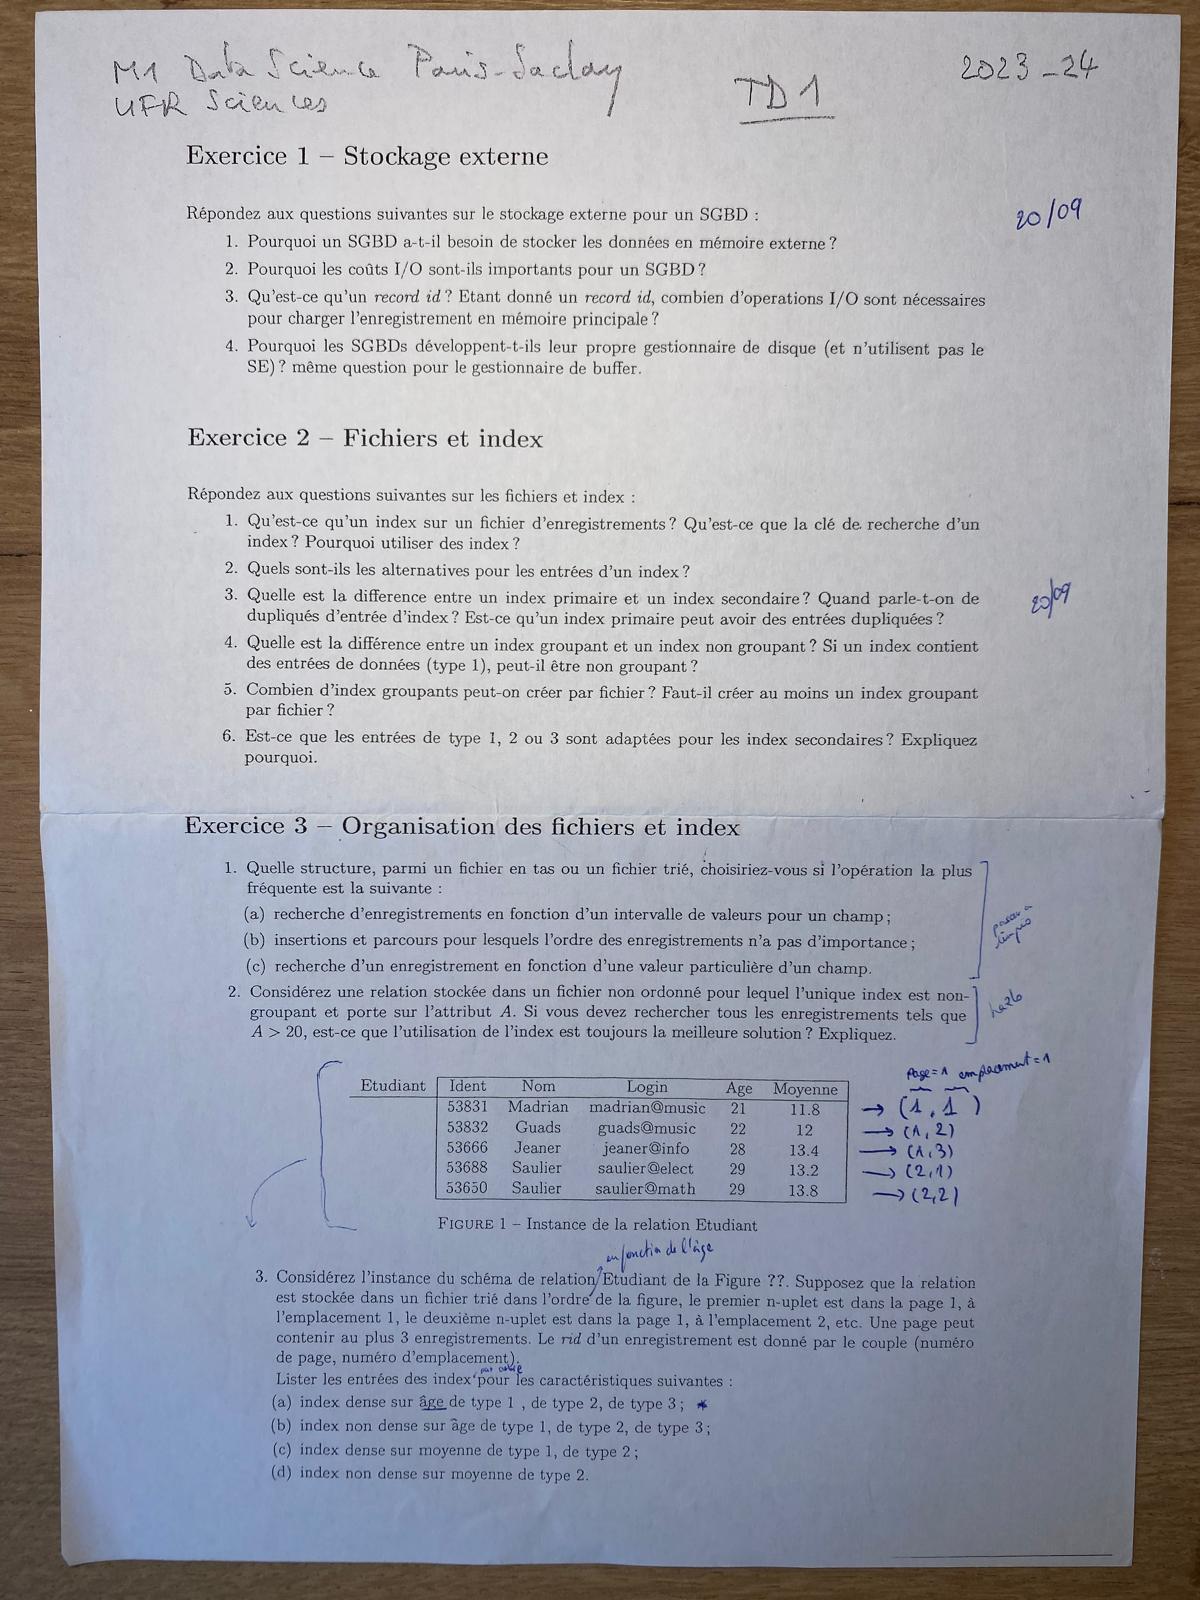 M1 Data Science Paris-Saclay
2023-24
UFR Sciences
TD1
Exercice 1 – Stockage externe
Répondez aux questions suivantes sur le stockage externe pour un SGBD :
20/09
1. Pourquoi un SGBD a-t-il besoin de stocker les données en mémoire externe ?
2. Pourquoi les coûts I/O sont-ils importants pour un SGBD ?
3. Qu'est-ce qu'un record id ? Etant donné un record id, combien d'operations I/O sont nécessaires
pour charger l'enregistrement en mémoire principale ?
4. Pourquoi les SGBDs développent-t-ils leur propre gestionnaire de disque (et n'utilisent pas le
SE) ? même question pour le gestionnaire de buffer.
Exercice 2 – Fichiers et index
Répondez aux questions suivantes sur les fichiers et index :
1. Qu'est-ce qu'un index sur un fichier d'enregistrements ? Qu'est-ce que la clé de recherche d'un
index ? Pourquoi utiliser des index ?
2. Quels sont-ils les alternatives pour les entrées d'un index ?
3. Quelle est la difference entre un index primaire et un index secondaire ? Quand parle-t-on de
20/09
dupliqués d'entrée d'index ? Est-ce qu'un index primaire peut avoir des entrées dupliquées ?
4. Quelle est la différence entre un index groupant et un index non groupant ? Si un index contient
des entrées de données (type 1), peut-il être non groupant ?
5. Combien d'index groupants peut-on créer par fichier ? Faut-il créer au moins un index groupant
par fichier ?
6. Est-ce que les entrées de type 1, 2 ou 3 sont adaptées pour les index secondaires ? Expliquez
pourquoi.
Exercice 3 – Organisation des fichiers et index
1. Quelle structure, parmi un fichier en tas ou un fichier trié, choisiriez-vous si l'opération la plus
fréquente est la suivante :
(a) recherche d'enregistrements en fonction d'un intervalle de valeurs pour un champ ;
(b) insertions et parcours pour lesquels l'ordre des enregistrements n'a pas d'importance ;
pasar a
limpio
(c) recherche d'un enregistrement en fonction d'une valeur particulière d'un champ.
2. Considérez une relation stockée dans un fichier non ordonné pour lequel l'unique index est non-
groupant et porte sur l'attribut A. Si vous devez rechercher tous les enregistrements tels que
hazlo
A > 20, est-ce que l'utilisation de l'index est toujours la meilleure solution ? Expliquez.
Page=1 emplacement=1
Etudiant Ident Nom Login Age Moyenne
53831 Madrian madrian@music 21 11.8 → (1, 1)
53832 Guads guads@music 22 12 → (1, 2)
53666 Jeaner jeaner@info 28 13.4 → (1, 3)
53688 Saulier saulier@elect 29 13.2 → (2, 1)
53650 Saulier saulier@math 29 13.8 → (2, 2)
FIGURE 1 – Instance de la relation Etudiant
en fonction de l'âge
3. Considérez l'instance du schéma de relation Etudiant de la Figure ??. Supposez que la relation
est stockée dans un fichier trié dans l'ordre de la figure, le premier n-uplet est dans la page 1, à
l'emplacement 1, le deuxième n-uplet est dans la page 1, à l'emplacement 2, etc. Une page peut
contenir au plus 3 enregistrements. Le rid d'un enregistrement est donné par le couple (numéro
de page, numéro d'emplacement).
Lister les entrées des index pour les caractéristiques suivantes :
(a) index dense sur âge de type 1 , de type 2, de type 3 ; *
(b) index non dense sur âge de type 1, de type 2, de type 3 ;
(c) index dense sur moyenne de type 1, de type 2 ;
(d) index non dense sur moyenne de type 2.